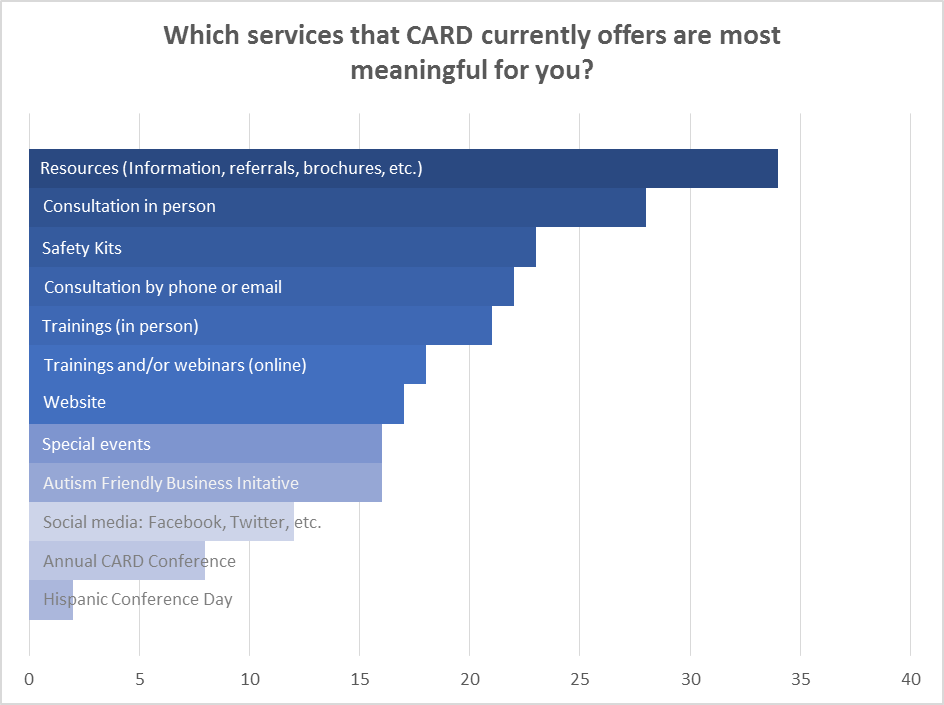 Which services that CARD currently offers are most
meaningful for you?
Resources (Information, referrals, brochures, etc.)
Consultation in person
Safety Kits
Consultation by phone or email
Trainings (in person)
Trainings and/or webinars (online)
Website
Special events
Autism Friendly Business Initative
Social media: Facebook, Twitter, etc.
Annual CARD Conference
Hispanic Conference Day
0 5 10 15 20 25 30 35 40